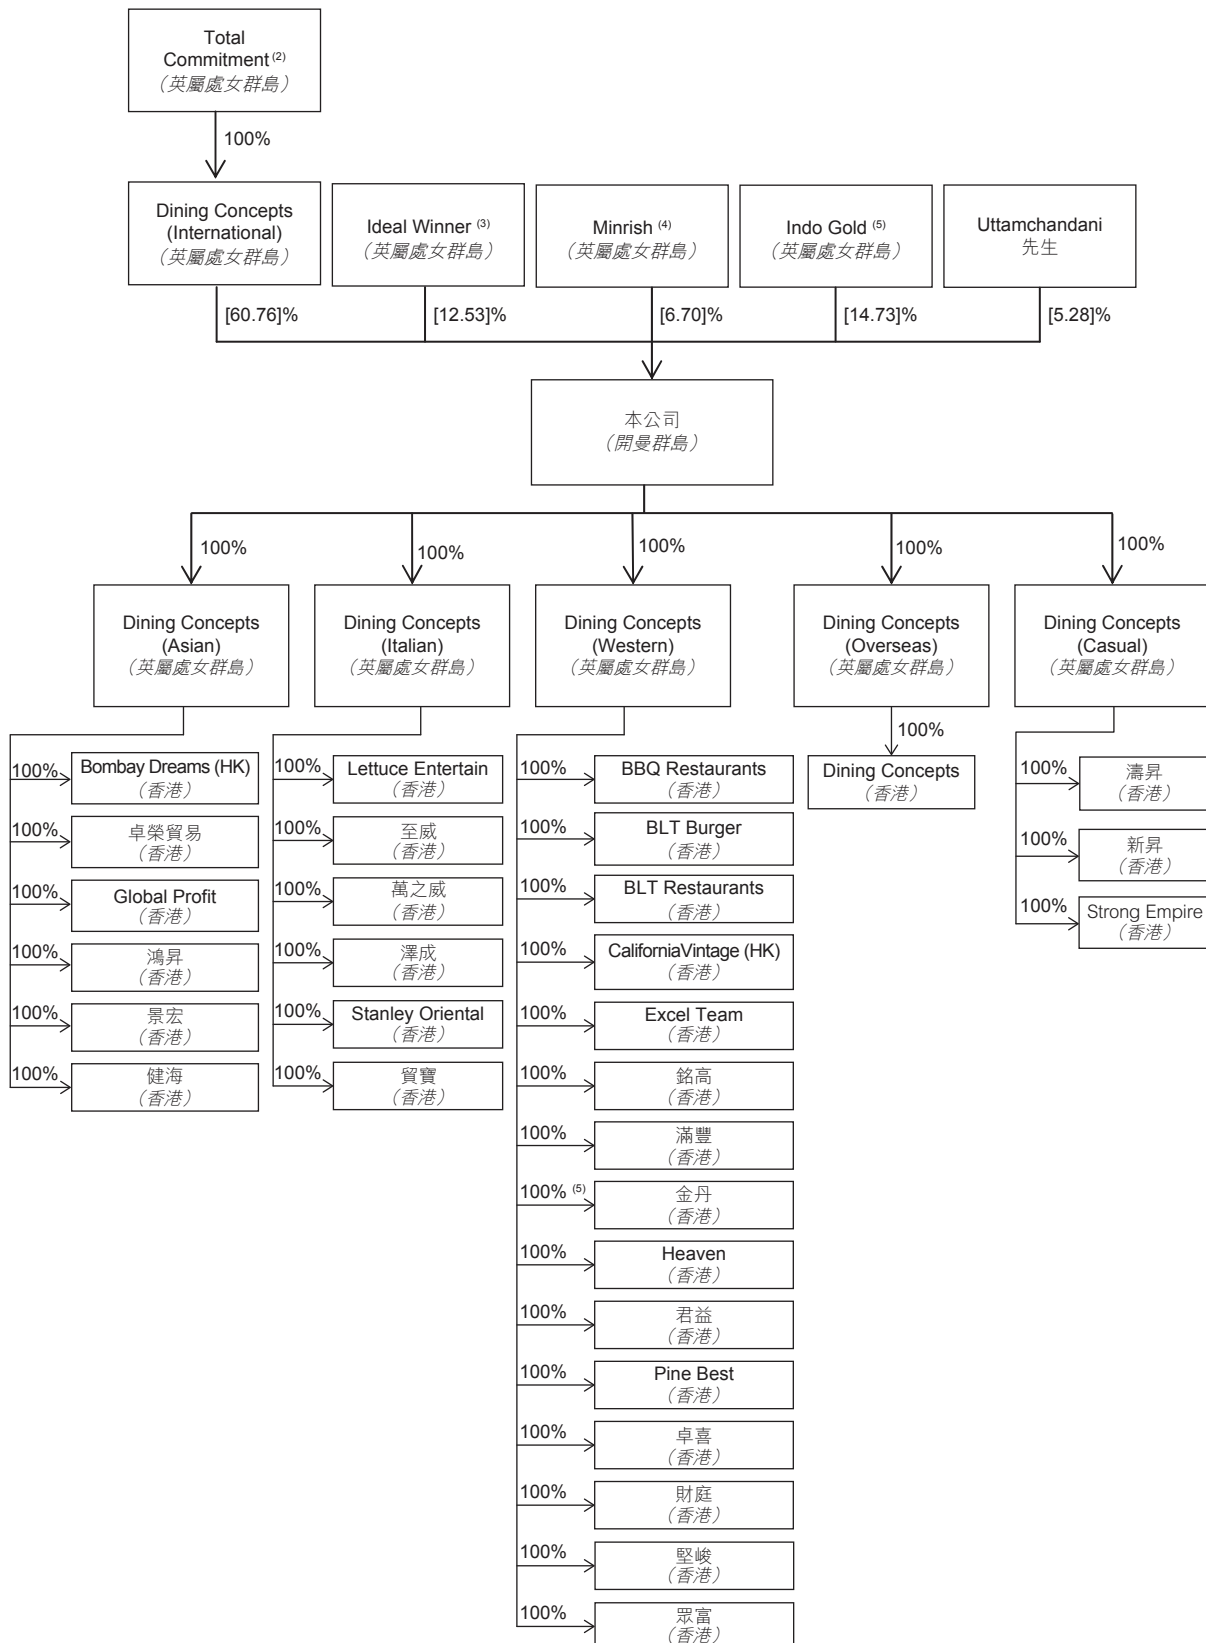 Total
Commitment (2)
（英屬處女群島）
100%
Dining Concepts
(International)
（英屬處女群島）
Ideal Winner (3)
（英屬處女群島）
Minrish (4)
（英屬處女群島）
Indo Gold (5)
（英屬處女群島）
Uttamchandani
先生
[60.76]%
[12.53]%
[6.70]%
[14.73]%
[5.28]%
本公司
（開曼群島）
100%
100%
100%
100%
100%
Dining Concepts
(Asian)
（英屬處女群島）
Dining Concepts
(Italian)
（英屬處女群島）
Dining Concepts
(Western)
（英屬處女群島）
Dining Concepts
(Overseas)
（英屬處女群島）
Dining Concepts
(Casual)
（英屬處女群島）
100%
Bombay Dreams (HK)
（香港）
100%
卓榮貿易
（香港）
100%
Global Profit
（香港）
100%
鴻昇
（香港）
100%
景宏
（香港）
100%
健海
（香港）
100%
Lettuce Entertain
（香港）
100%
至威
（香港）
100%
萬之威
（香港）
100%
澤成
（香港）
100%
Stanley Oriental
（香港）
100%
貿寶
（香港）
100%
BBQ Restaurants
（香港）
100%
BLT Burger
（香港）
100%
BLT Restaurants
（香港）
100%
CaliforniaVintage (HK)
（香港）
100%
Excel Team
（香港）
100%
銘高
（香港）
100%
滿豐
（香港）
100% (5)
金丹
（香港）
100%
Heaven
（香港）
100%
君益
（香港）
100%
Pine Best
（香港）
100%
卓喜
（香港）
100%
財庭
（香港）
100%
堅峻
（香港）
100%
眾富
（香港）
100%
Dining Concepts
（香港）
100%
濤昇
（香港）
100%
新昇
（香港）
100%
Strong Empire
（香港）